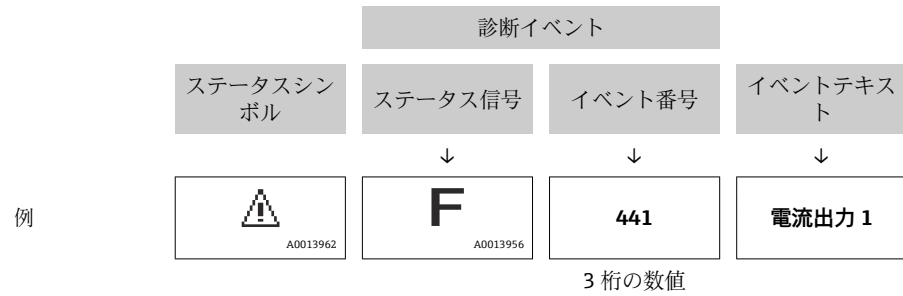 診断イベント
ステータスシン
ボル
ステータス信号
イベント番号
イベントテキス
ト
↓ ↓ ↓
例
A0013962
F
A0013956
441
電流出力 1
3 桁の数値